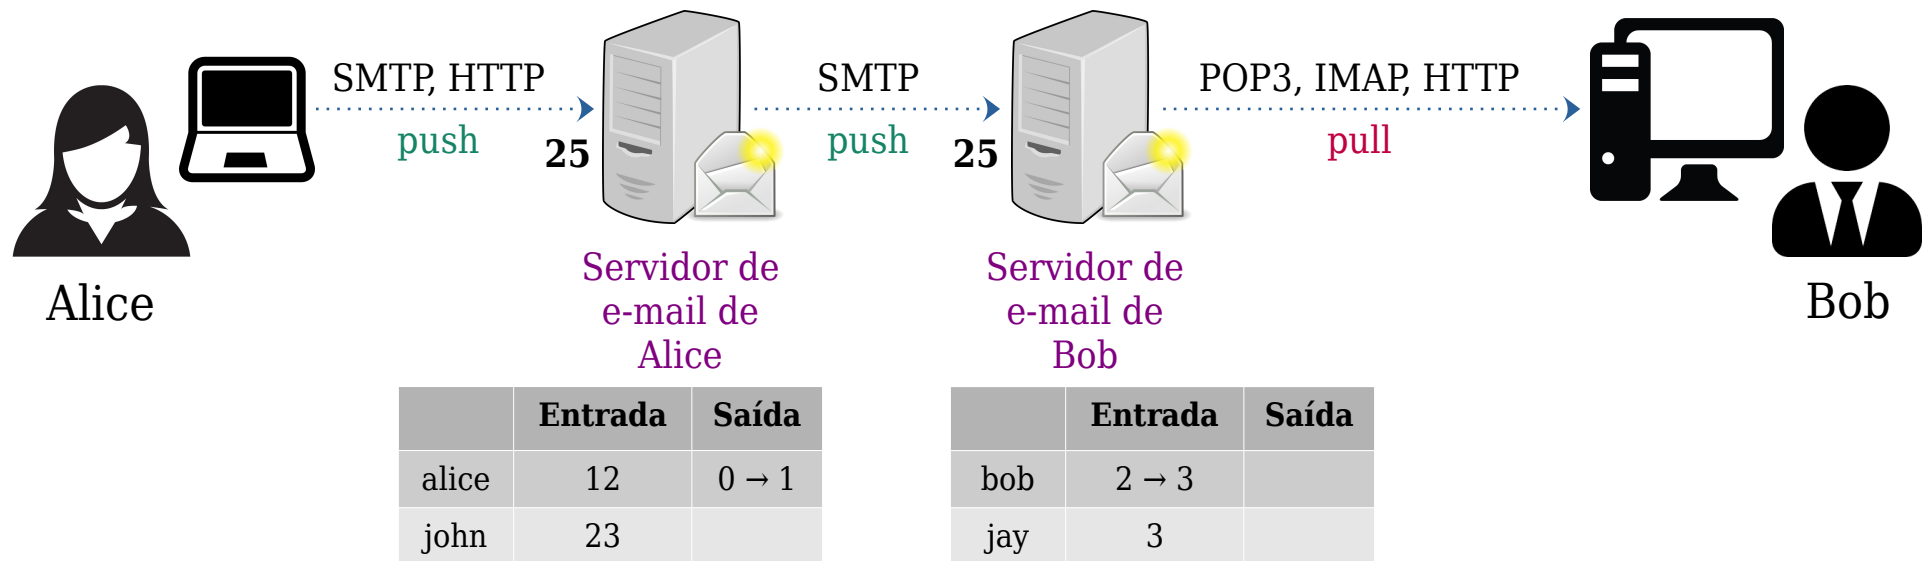 SMTP, HTTP
push
25
SMTP
push
25
POP3, IMAP, HTTP
pull
Alice
Servidor de
e-mail de
Alice
Servidor de
e-mail de
Bob
Bob
Entrada Saída
alice 12 0 → 1
john 23
Entrada Saída
bob 2 → 3
jay 3